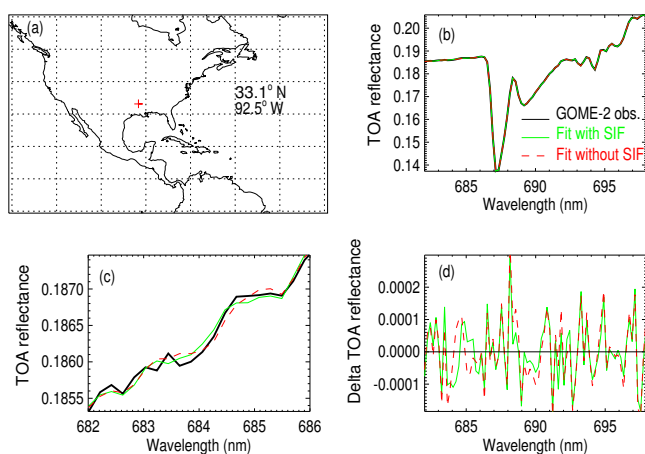 (a)
33.1° N
92.5° W
(b)
TOA reflectance
0.20
0.19
0.18
0.17
0.16
0.15
0.14
GOME-2 obs.
Fit with SIF
Fit without SIF
685 690 695
Wavelength (nm)
(c)
TOA reflectance
0.1870
0.1865
0.1860
0.1855
682 683 684 685 686
Wavelength (nm)
(d)
Delta TOA reflectance
0.0002
0.0001
0.0000
-0.0001
685 690 695
Wavelength (nm)